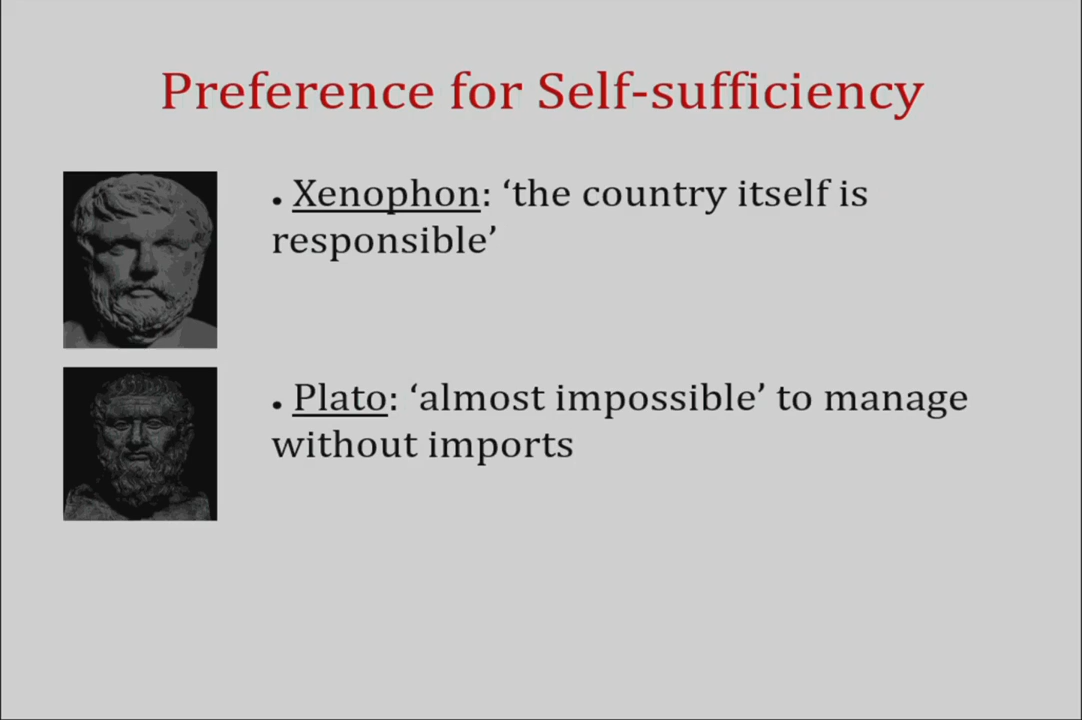 Preference for Self-sufficiency
• Xenophon: ‘the country itself is
responsible’
• Plato: ‘almost impossible’ to manage
without imports